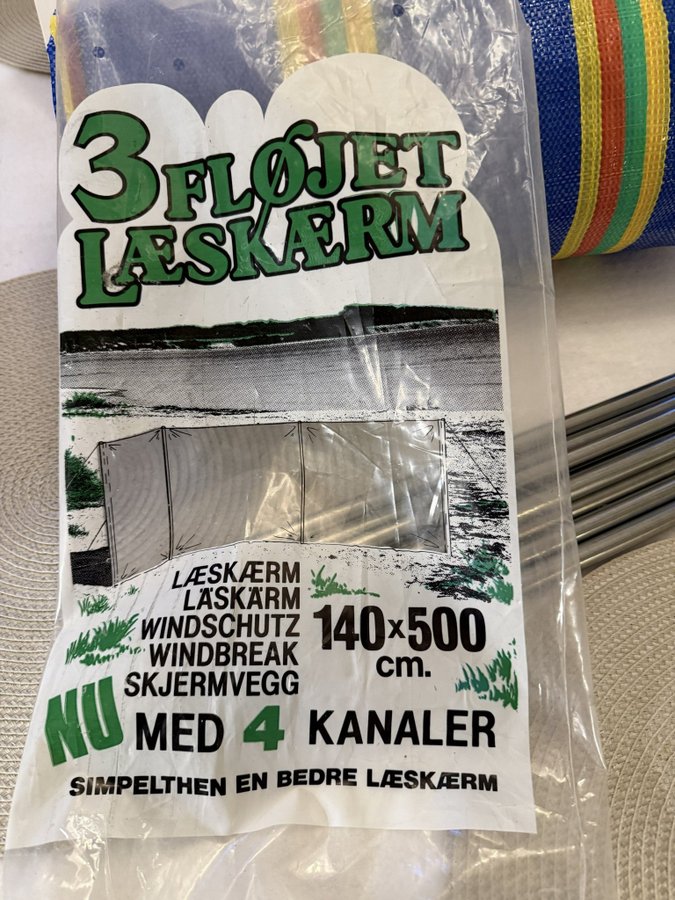 3 FLØJET
LÆSKÆRM
LÆSKÆRM
LÄSKÄRM
WINDSCHUTZ
WINDBREAK
SKJERMVEGG
140x500
cm.
NU MED 4 KANALER
SIMPELTHEN EN BEDRE LÆSKÆRM